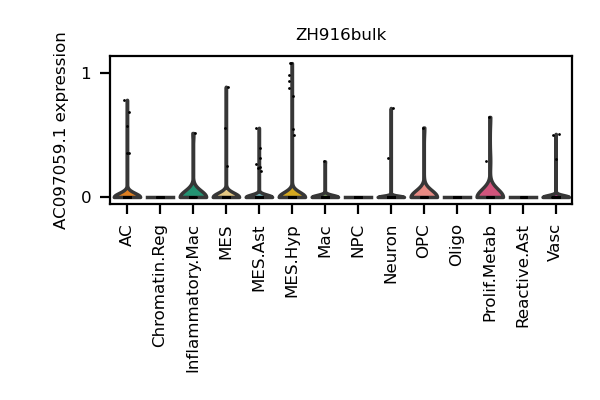 ZH916bulk
AC097059.1 expression
1
0
AC
Chromatin.Reg
Inflammatory.Mac
MES
MES.Ast
MES.Hyp
Mac
NPC
Neuron
OPC
Oligo
Prolif.Metab
Reactive.Ast
Vasc